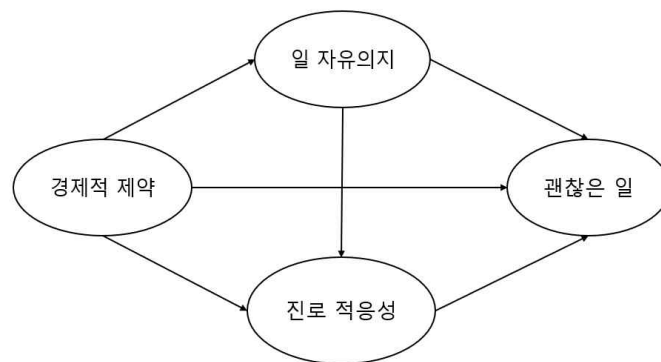 일 자유의지
경제적 제약
괜찮은 일
진로 적응성